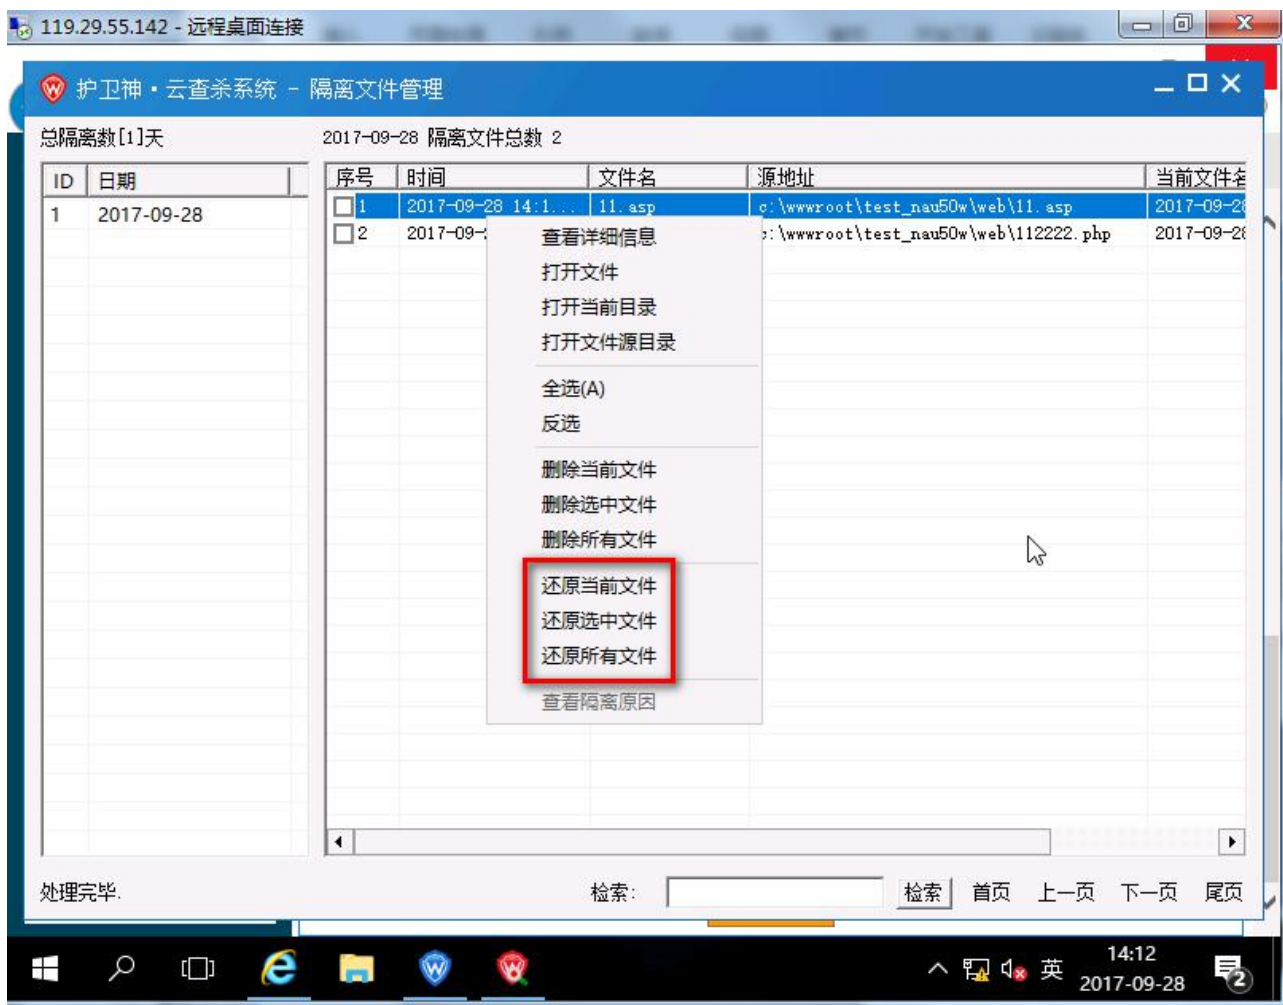 119.29.55.142 - 远程桌面连接
护卫神·云查杀系统 - 隔离文件管理
总隔离数[1]天
2017-09-28 隔离文件总数 2
ID 日期
序号 时间 文件名 源地址 当前文件名
1 2017-09-28
1 2017-09-28 14:1... 11.asp c:\wwwroot\test_nau50w\web\11.asp 2017-09-28
2 2017-09- :\wwwroot\test_nau50w\web\112222.php 2017-09-28
查看详细信息
打开文件
打开当前目录
打开文件源目录
全选(A)
反选
删除当前文件
删除选中文件
删除所有文件
还原当前文件
还原选中文件
还原所有文件
查看隔离原因
处理完毕.
检索: 检索 首页 上一页 下一页 尾页
英
14:12
2017-09-28
2